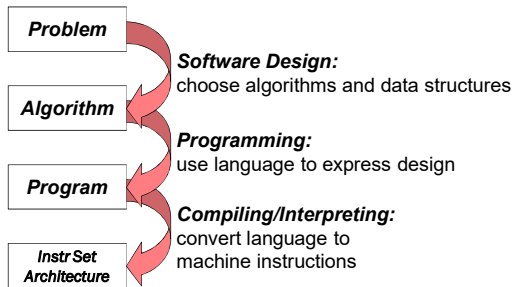 Problem
Software Design:
choose algorithms and data structures
Algorithm
Programming:
use language to express design
Program
Compiling/Interpreting:
convert language to
machine instructions
Instr Set
Architecture